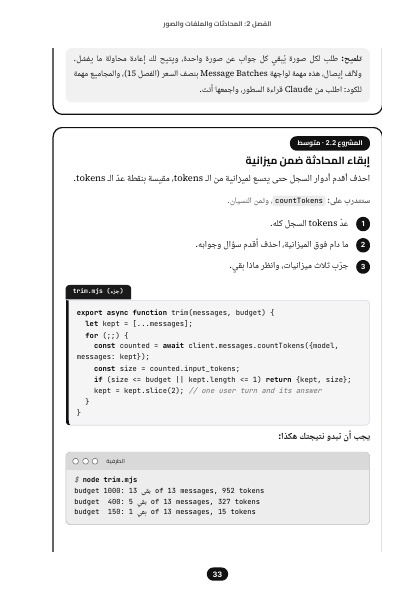 الفصل 2: المحادثات والملفات والصور
تلميح: طلب لكل صورة يُبقي كل جواب عن صورة واحدة، ويتيح لك إعادة محاولة ما يفشل.
ولألف إيصال، هذه مهمة لواجهة Message Batches بنصف السعر (الفصل 15)، والمجاميع مهمة
للكود: اطلب من Claude قراءة السطور، واجمعها أنت.
المشروع 2.2 · متوسط
إبقاء المحادثة ضمن ميزانية
احذف أقدم أدوار السجل حتى يتسع لميزانية من الـ tokens، مقيسة بنقطة عدّ الـ tokens.
ستتدرب على: countTokens، وثمن النسيان.
1 عدّ tokens السجل كله.
2 ما دام فوق الميزانية، احذف أقدم سؤال وجوابه.
3 جرّب ثلاث ميزانيات، وانظر ماذا بقي.
trim.mjs (جزء)
export async function trim(messages, budget) {
let kept = [...messages];
for (;;) {
const counted = await client.messages.countTokens({model,
messages: kept});
const size = counted.input_tokens;
if (size <= budget || kept.length <= 1) return {kept, size};
kept = kept.slice(2); // one user turn and its answer
}
}
يجب أن تبدو نتيجتك هكذا:
الطرفية
$ node trim.mjs
budget 1000: بقي 13 of 13 messages, 952 tokens
budget 400: بقي 5 of 13 messages, 327 tokens
budget 150: بقي 1 of 13 messages, 15 tokens
33